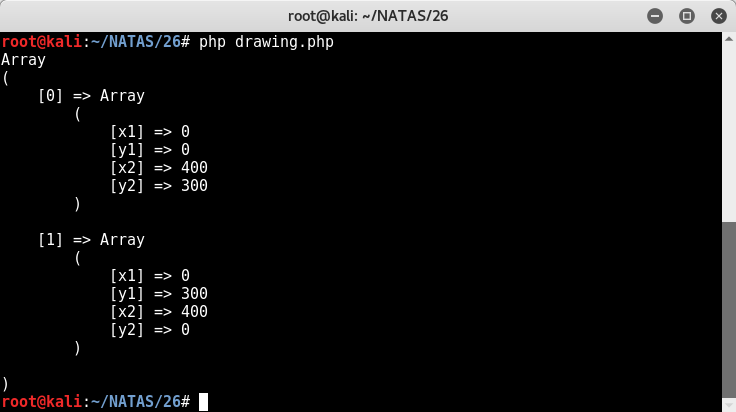 root@kali: ~/NATAS/26
root@kali:~/NATAS/26# php drawing.php
Array
(
    [0] => Array
        (
            [x1] => 0
            [y1] => 0
            [x2] => 400
            [y2] => 300
        )

    [1] => Array
        (
            [x1] => 0
            [y1] => 300
            [x2] => 400
            [y2] => 0
        )

)
root@kali:~/NATAS/26#